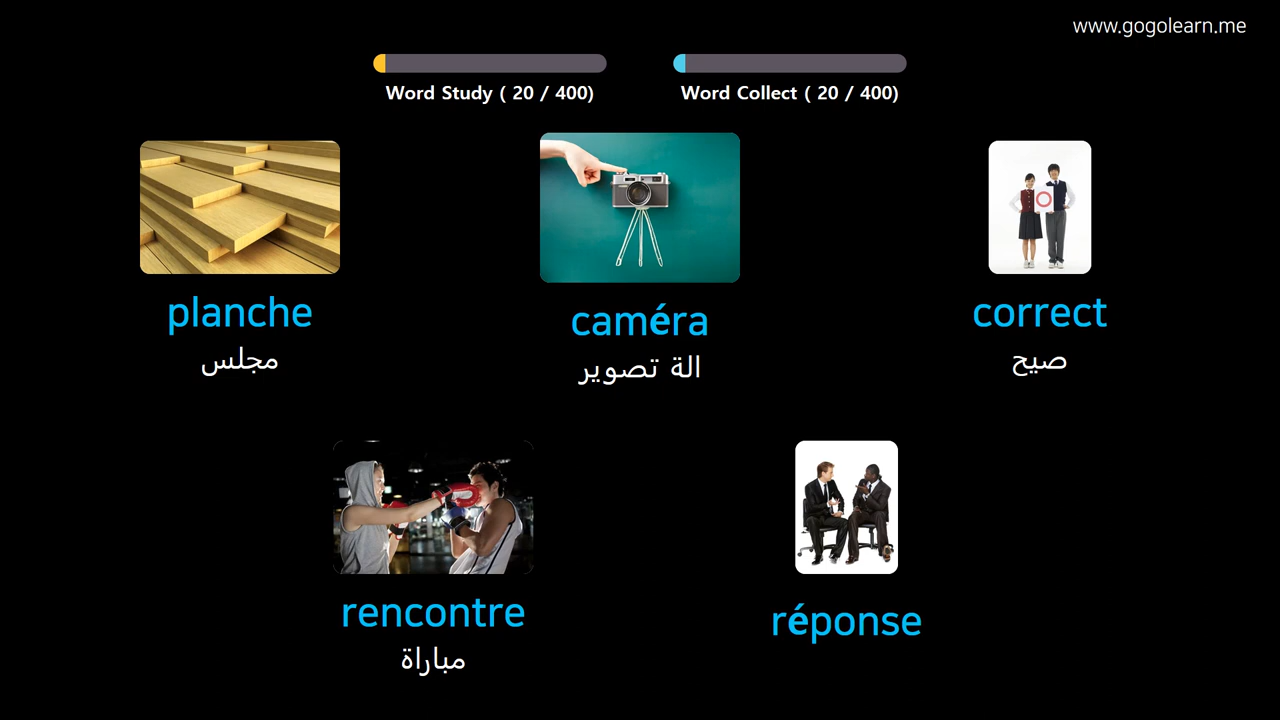 www.gogolearn.me
Word Study ( 20 / 400)
Word Collect ( 20 / 400)
planche
مجلس
caméra
الة تصوير
correct
صيح
rencontre
مباراة
réponse